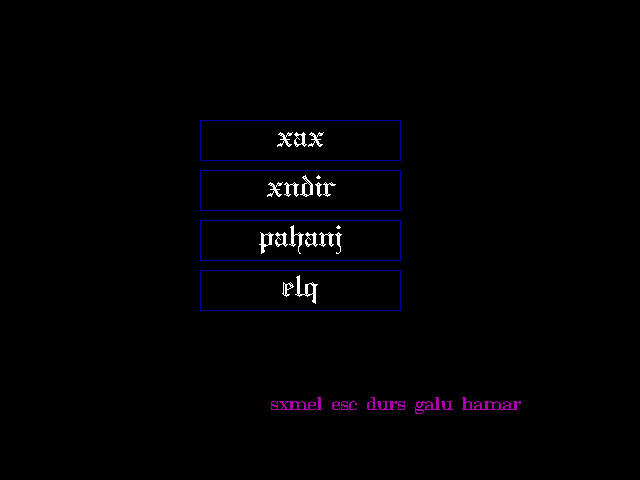 xax
xndir
pahanj
elq
sxmel esc durs galu hamar